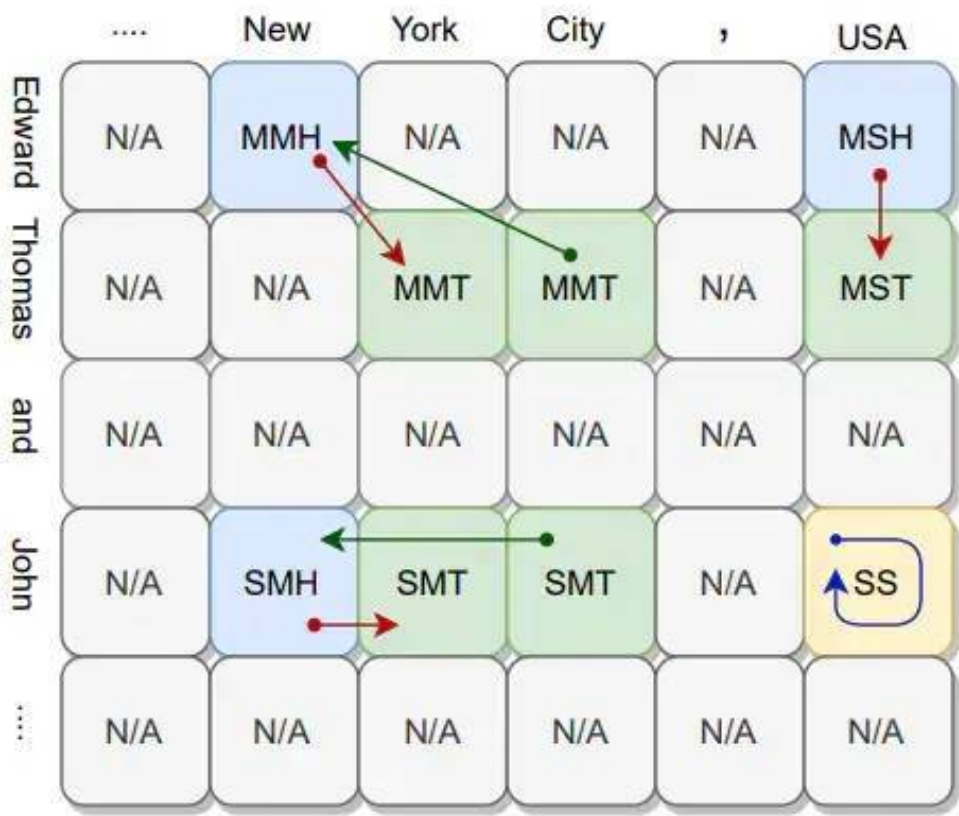 .... New York City , USA
Edward N/A MMH N/A N/A N/A MSH
Thomas N/A N/A MMT MMT N/A MST
and N/A N/A N/A N/A N/A N/A
John N/A SMH SMT SMT N/A SS
.... N/A N/A N/A N/A N/A N/A